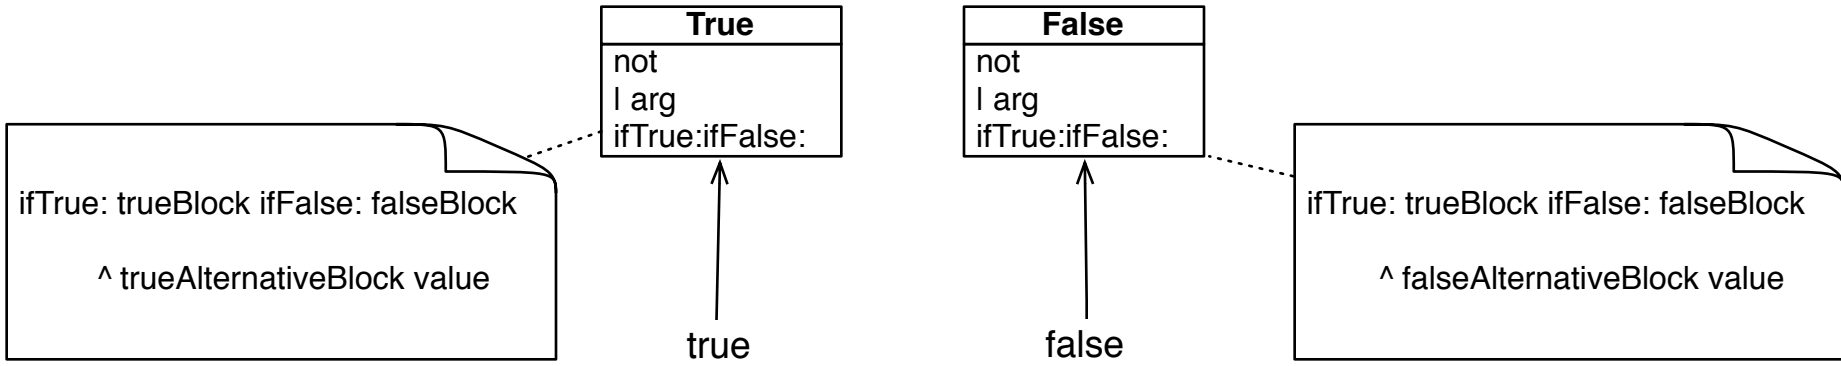 True
not
| arg
ifTrue:ifFalse:
False
not
| arg
ifTrue:ifFalse:
ifTrue: trueBlock ifFalse: falseBlock
^ trueAlternativeBlock value
ifTrue: trueBlock ifFalse: falseBlock
^ falseAlternativeBlock value
true
false